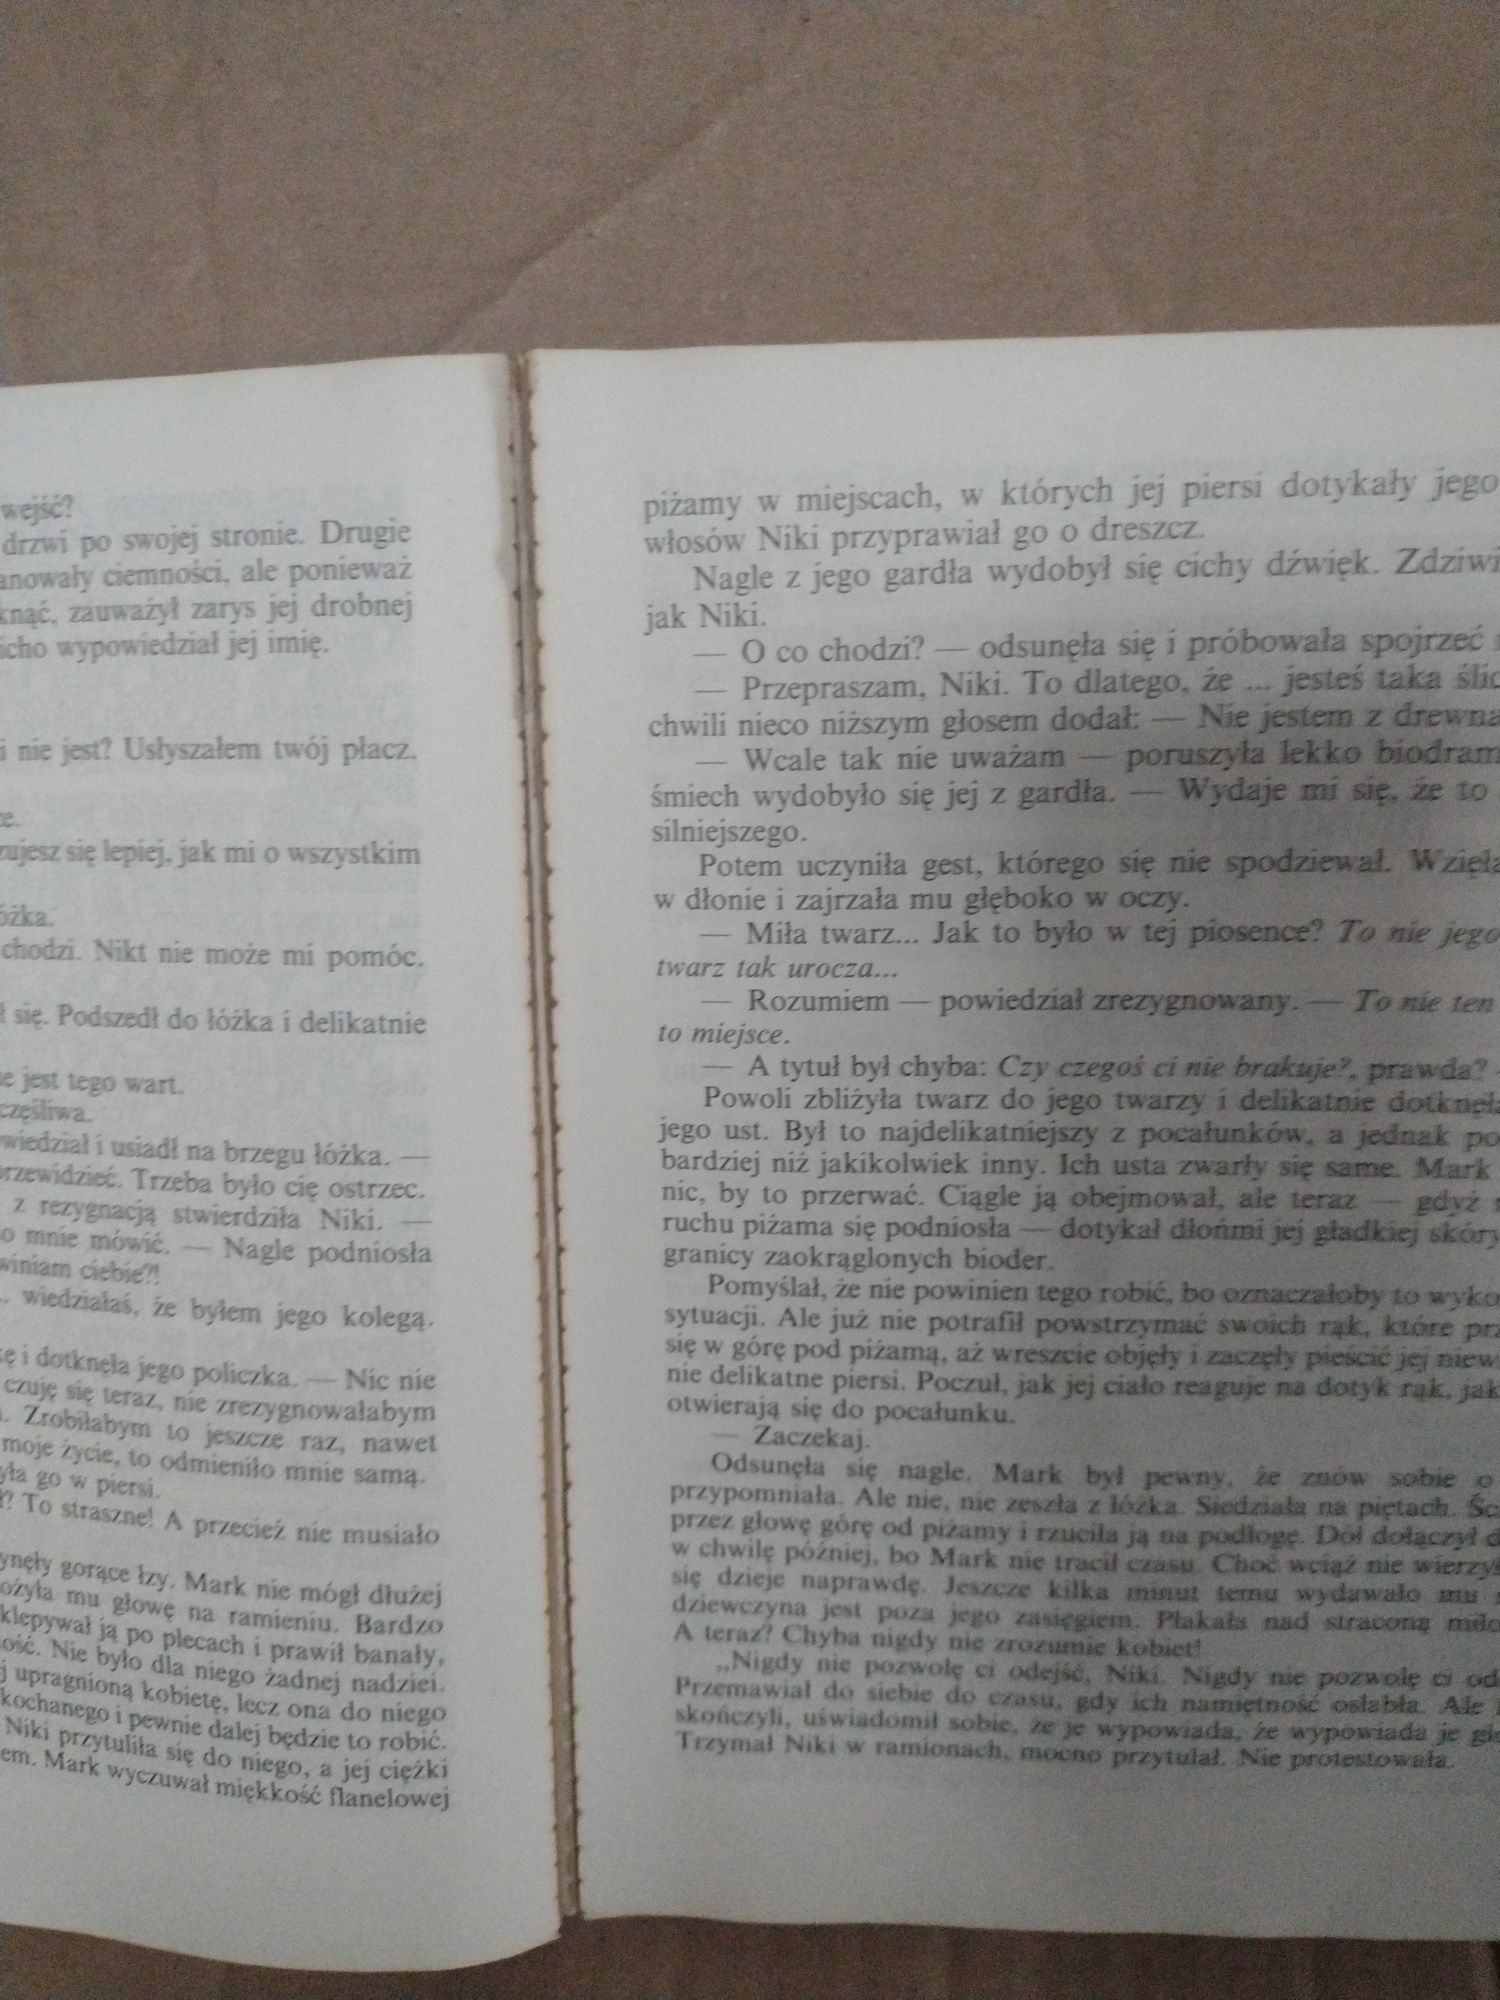 wejść?
drzwi po swojej stronie. Drugie
anowały ciemności, ale ponieważ
knąć, zauważył zarys jej drobnej
icho wypowiedział jej imię.
i nie jest? Usłyszałem twój płacz.
ze.
zujesz się lepiej, jak mi o wszystkim
óżka.
chodzi. Nikt nie może mi pomóc.
ł się. Podszedł do łóżka i delikatnie
e jest tego wart.
częśliwa.
wiedział i usiadł na brzegu łóżka. —
rzewidzieć. Trzeba było cię ostrzec.
z rezygnacją stwierdziła Niki. —
o mnie mówić. — Nagle podniosła
winiam ciebie?!
.. wiedziałaś, że byłem jego kolegą.
kę i dotknęła jego policzka. — Nic nie
czuję się teraz, nie zrezygnowałabym
. Zrobiłabym to jeszcze raz, nawet
moje życie, to odmieniło mnie samą.
yła go w piersi.
ł? To straszne! A przecież nie musiało
ynęły gorące łzy. Mark nie mógł dłużej
ożyła mu głowę na ramieniu. Bardzo
klepywał ją po plecach i prawił banały,
ość. Nie było dla niego żadnej nadziei.
j upragnioną kobietę, lecz ona do niego
kochanego i pewnie dalej będzie to robić.
Niki przytuliła się do niego, a jej ciężki
em. Mark wyczuwał miękkość flanelowej
piżamy w miejscach, w których jej piersi dotykały jego
włosów Niki przyprawiał go o dreszcz.
Nagle z jego gardła wydobył się cichy dźwięk. Zdziwi
jak Niki.
— O co chodzi? — odsunęła się i próbowała spojrzeć
— Przepraszam, Niki. To dlatego, że ... jesteś taka ślic
chwili nieco niższym głosem dodał: — Nie jestem z drewna
— Wcale tak nie uważam — poruszyła lekko biodram
śmiech wydobyło się jej z gardła. — Wydaje mi się, że to
silniejszego.
Potem uczyniła gest, którego się nie spodziewał. Wzięła
w dłonie i zajrzała mu głęboko w oczy.
— Miła twarz... Jak to było w tej piosence? To nie jego
twarz tak urocza...
— Rozumiem — powiedział zrezygnowany. — To nie ten
to miejsce.
— A tytuł był chyba: Czy czegoś ci nie brakuje?, prawda?
Powoli zbliżyła twarz do jego twarzy i delikatnie dotknęła
jego ust. Był to najdelikatniejszy z pocałunków, a jednak po
bardziej niż jakikolwiek inny. Ich usta zwarły się same. Mark
nic, by to przerwać. Ciągle ją obejmował, ale teraz — gdyż
ruchu piżama się podniosła — dotykał dłońmi jej gładkiej skóry
granicy zaokrąglonych bioder.
Pomyślał, że nie powinien tego robić, bo oznaczałoby to wyko
sytuacji. Ale już nie potrafił powstrzymać swoich rąk, które prz
się w górę pod piżamą, aż wreszcie objęły i zaczęły pieścić jej niew
nie delikatne piersi. Poczuł, jak jej ciało reaguje na dotyk rąk, jak
otwierają się do pocałunku.
— Zaczekaj.
Odsunęła się nagle. Mark był pewny, że znów sobie o
przypomniała. Ale nie, nie zeszła z łóżka. Siedziała na piętach. Śc
przez głowę górę od piżamy i rzuciła ją na podłogę. Dół dołączył d
w chwilę później, bo Mark nie tracił czasu. Choć wciąż nie wierzył
się dzieje naprawdę. Jeszcze kilka minut temu wydawało mu s
dziewczyna jest poza jego zasięgiem. Płakała nad straconą miło
A teraz? Chyba nigdy nie zrozumie kobiet!
„Nigdy nie pozwolę ci odejść, Niki. Nigdy nie pozwolę ci od
Przemawiał do siebie do czasu, gdy ich namiętność osłabła. Ale
skończyli, uświadomił sobie, że je wypowiada, że wypowiada je gło
Trzymał Niki w ramionach, mocno przytulał. Nie protestowała.